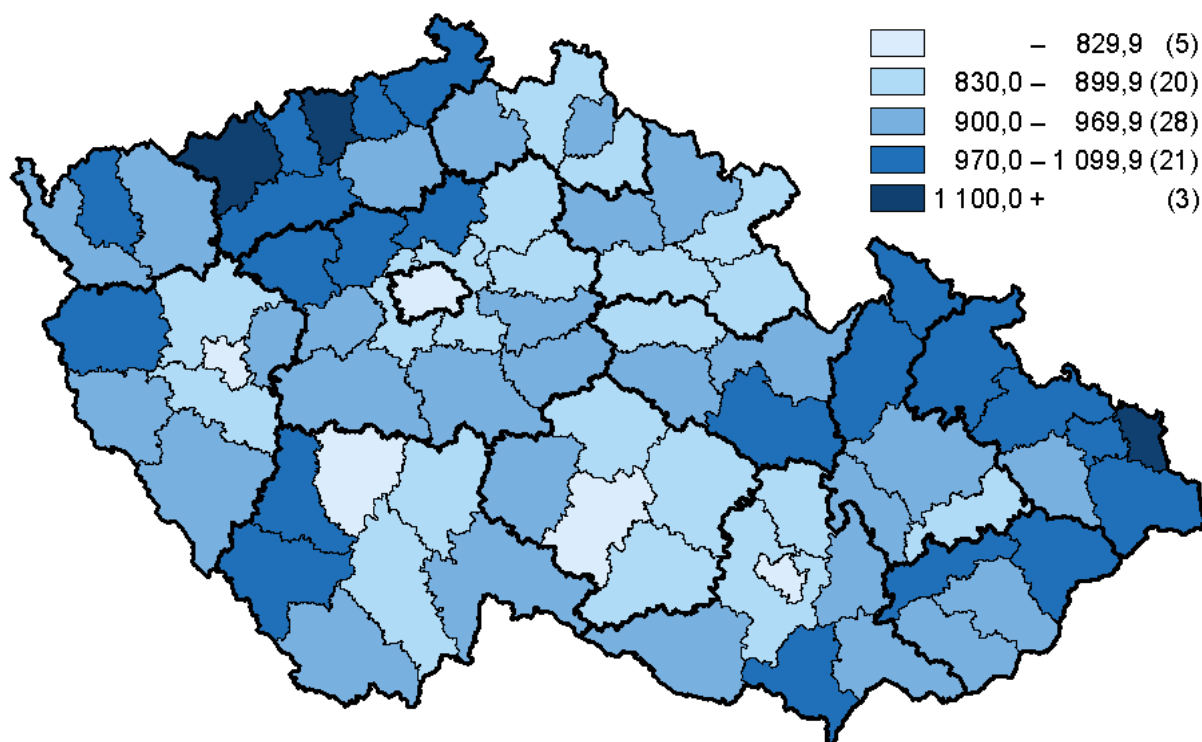 – 829,9 (5)
830,0 – 899,9 (20)
900,0 – 969,9 (28)
970,0 – 1 099,9 (21)
1 100,0 + (3)